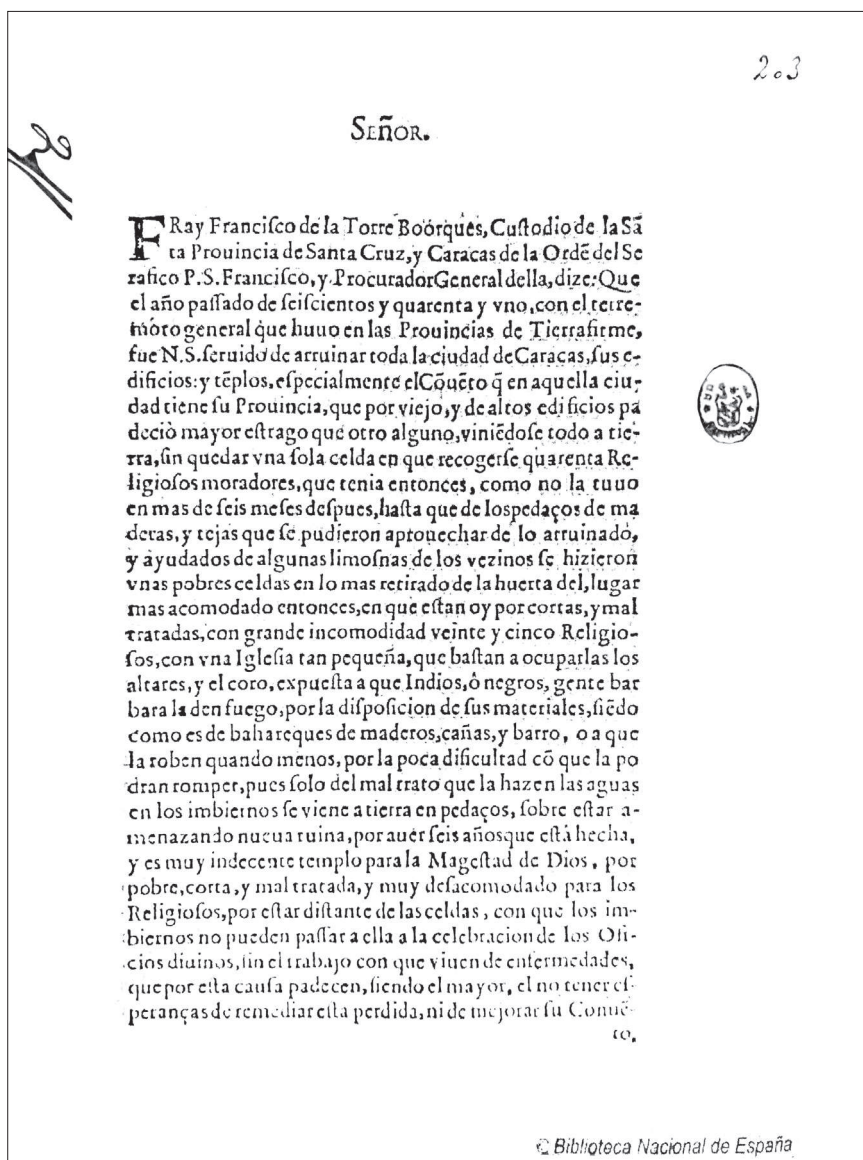 203
SEÑOR.
FRay Franciſco de la Torre Boòrques, Cuſtodio de la Sã
ta Prouincia de Santa Cruz, y Caracas de la Ordẽ del Se
rafico P.S. Franciſco, y Procurador General della, dize: Que
el año paſſado de ſeiſcientos y quarenta y vno, con el terre-
moto general que huuo en las Prouincias de Tierrafirme,
fue N.S. ſeruido de arruinar toda la ciudad de Caracas, ſus e-
dificios: y tẽplos, eſpecialmente el Cõuẽto q̃ en aquella ciu-
dad tiene ſu Prouincia, que por viejo, y de altos edificios pa
deciò mayor eſtrago que otro alguno, viniẽdoſe todo a tie-
rra, ſin quedar vna ſola celda en que recogerſe quarenta Re-
ligioſos moradores, que tenia entonces, como no la tuuo
en mas de ſeis meſes deſpues, haſta que de los pedaços de ma
deras, y tejas que ſe pudieron aprouechar de lo arruinadò,
y ayudados de algunas limoſnas de los vezinos ſe hizieron
vnas pobres celdas en lo mas retirado de la huerta del, lugar
mas acomodado entonces, en que eſtan oy por cortas, y mal
tratadas, con grande incomodidad veinte y cinco Religio-
ſos, con vna Igleſia tan pequeña, que baſtan a ocuparlas los
altares, y el coro, expueſta a que Indios, ò negros, gente bar
bara la den fuego, por la diſpoſicion de ſus materiales, ſiẽdo
como es de bahareques de maderos, cañas, y barro, o a que
la roben quando menos, por la poca dificultad cõ que la po
dran romper, pues ſolo del mal trato que la hazen las aguas
en los imbiernos ſe viene a tierra en pedaços, ſobre eſtar a-
menazando nueua ruina, por auer ſeis años que eſtà hecha,
y es muy indecente templo para la Mageſtad de Dios, por
pobre, corta, y mal tratada, y muy deſacomodado para los
Religioſos, por eſtar diſtante de las celdas, con que los im-
biernos no pueden paſſar a ella a la celebracion de los Ofi-
cios diuinos, ſin el trabajo con que viuen de enfermedades,
que por eſta cauſa padecen, ſiendo el mayor, el no tener eſ-
peranças de remediar eſta perdida, ni de mejorar ſu Conuẽ-
to,
© Biblioteca Nacional de España